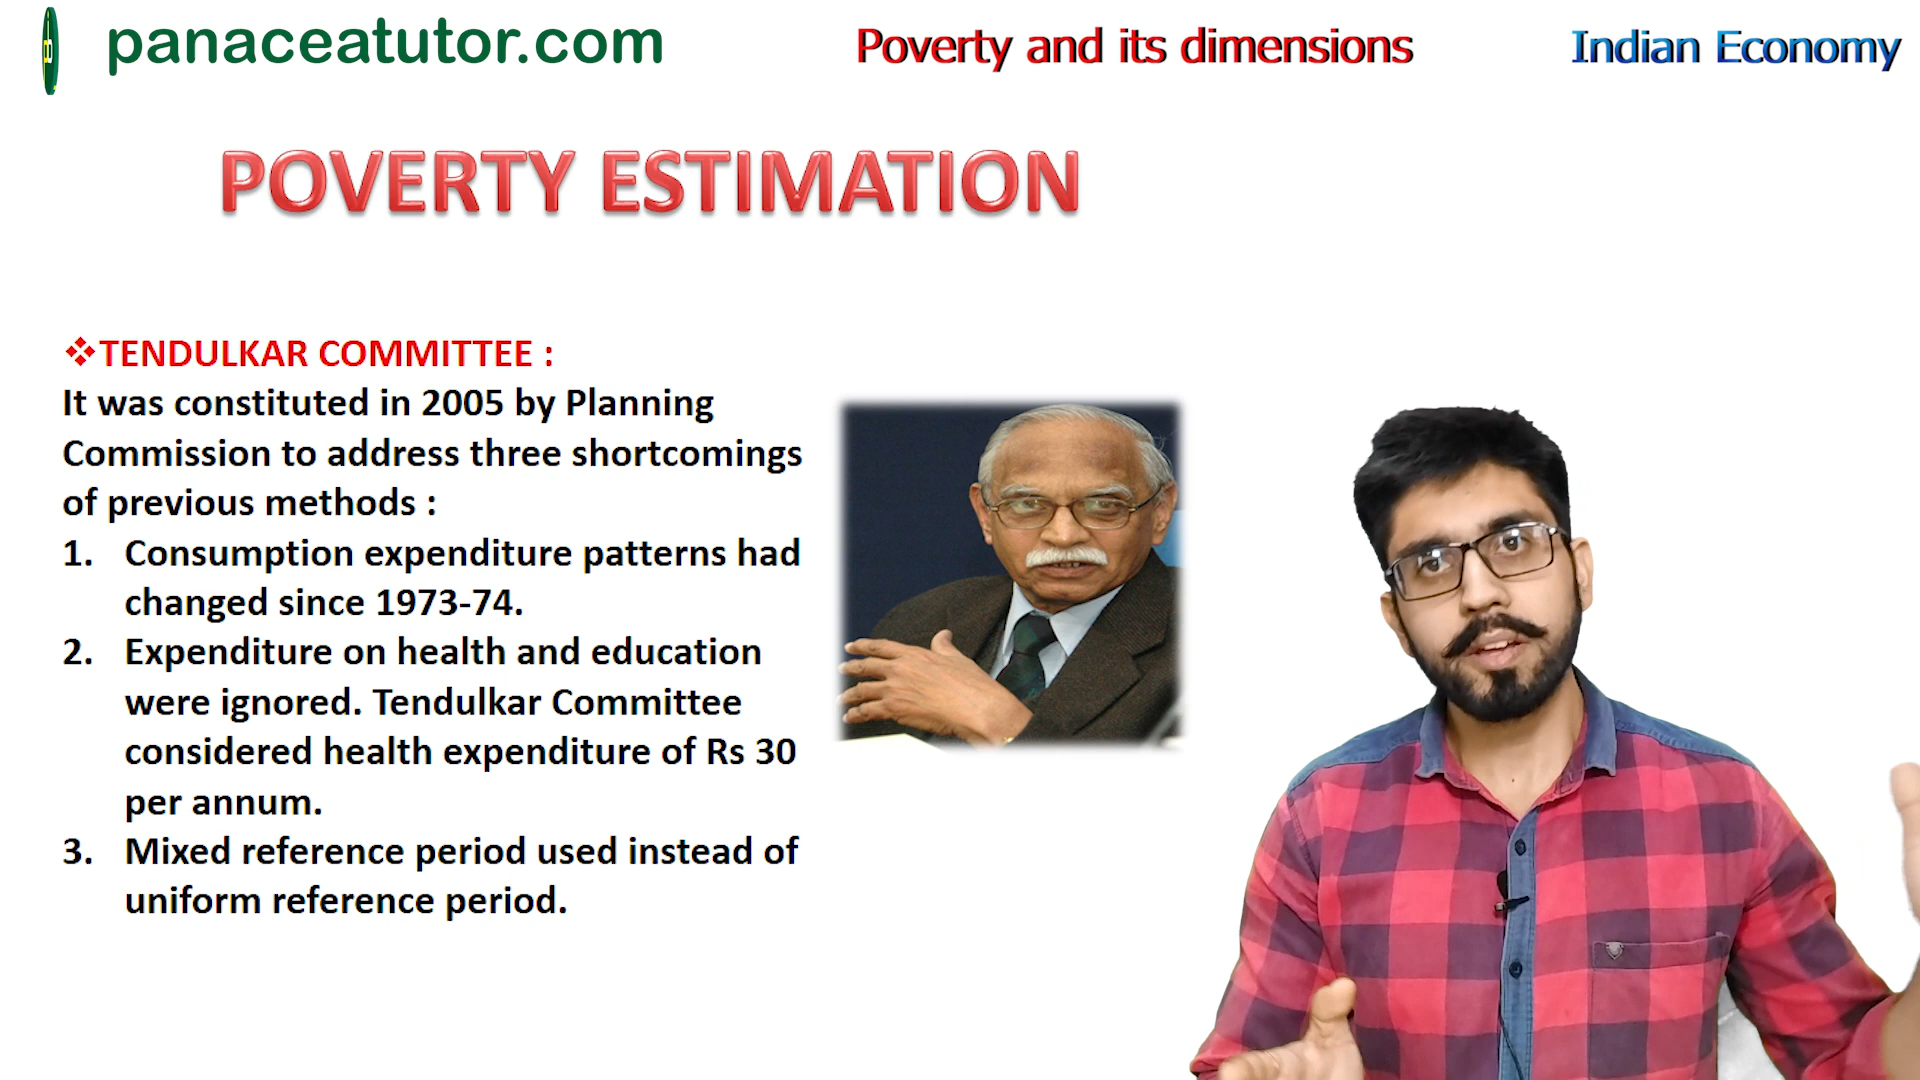 panaceatutor.com
Poverty and its dimensions
Indian Economy
POVERTY ESTIMATION
❖TENDULKAR COMMITTEE :
It was constituted in 2005 by Planning
Commission to address three shortcomings
of previous methods :
1. Consumption expenditure patterns had
changed since 1973-74.
2. Expenditure on health and education
were ignored. Tendulkar Committee
considered health expenditure of Rs 30
per annum.
3. Mixed reference period used instead of
uniform reference period.